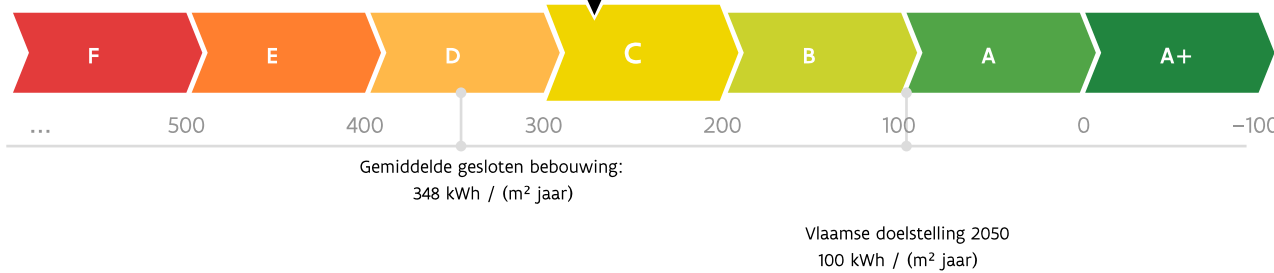 F E D C B A A+
... 500 400 300 200 100 0 –100
Gemiddelde gesloten bebouwing:
348 kWh / (m² jaar)
Vlaamse doelstelling 2050
100 kWh / (m² jaar)